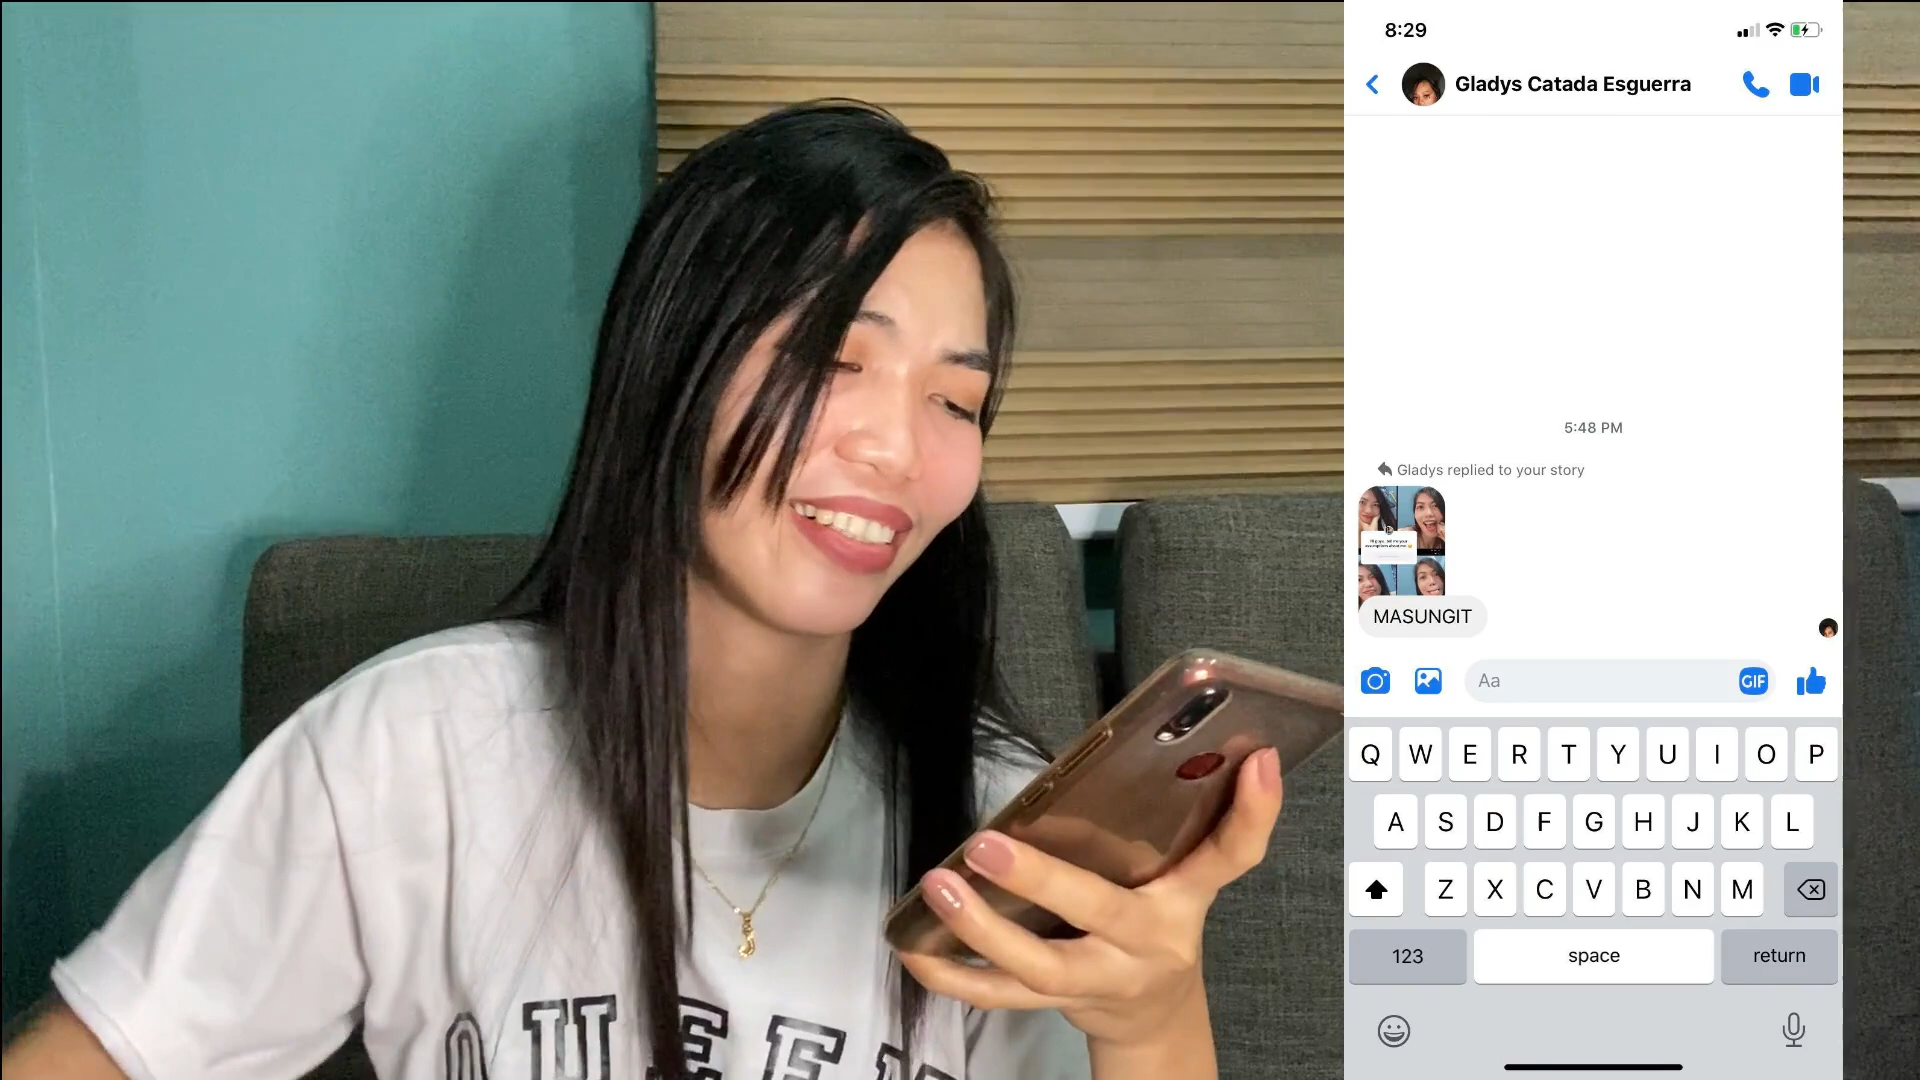 8:29
Gladys Catada Esguerra
5:48 PM
Gladys replied to your story
MASUNGIT
Aa
GIF
Q W E R T Y U I O P
A S D F G H J K L
Z X C V B N M
123 space return
QUEEN